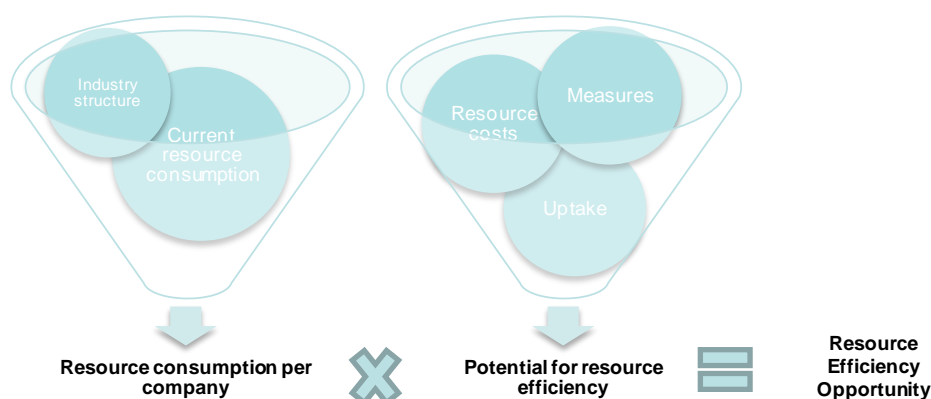 Industry
structure
Current
resource
consumption
Resource
costs
Measures
Uptake
Resource consumption per
company
Potential for resource
efficiency
Resource
Efficiency
Opportunity